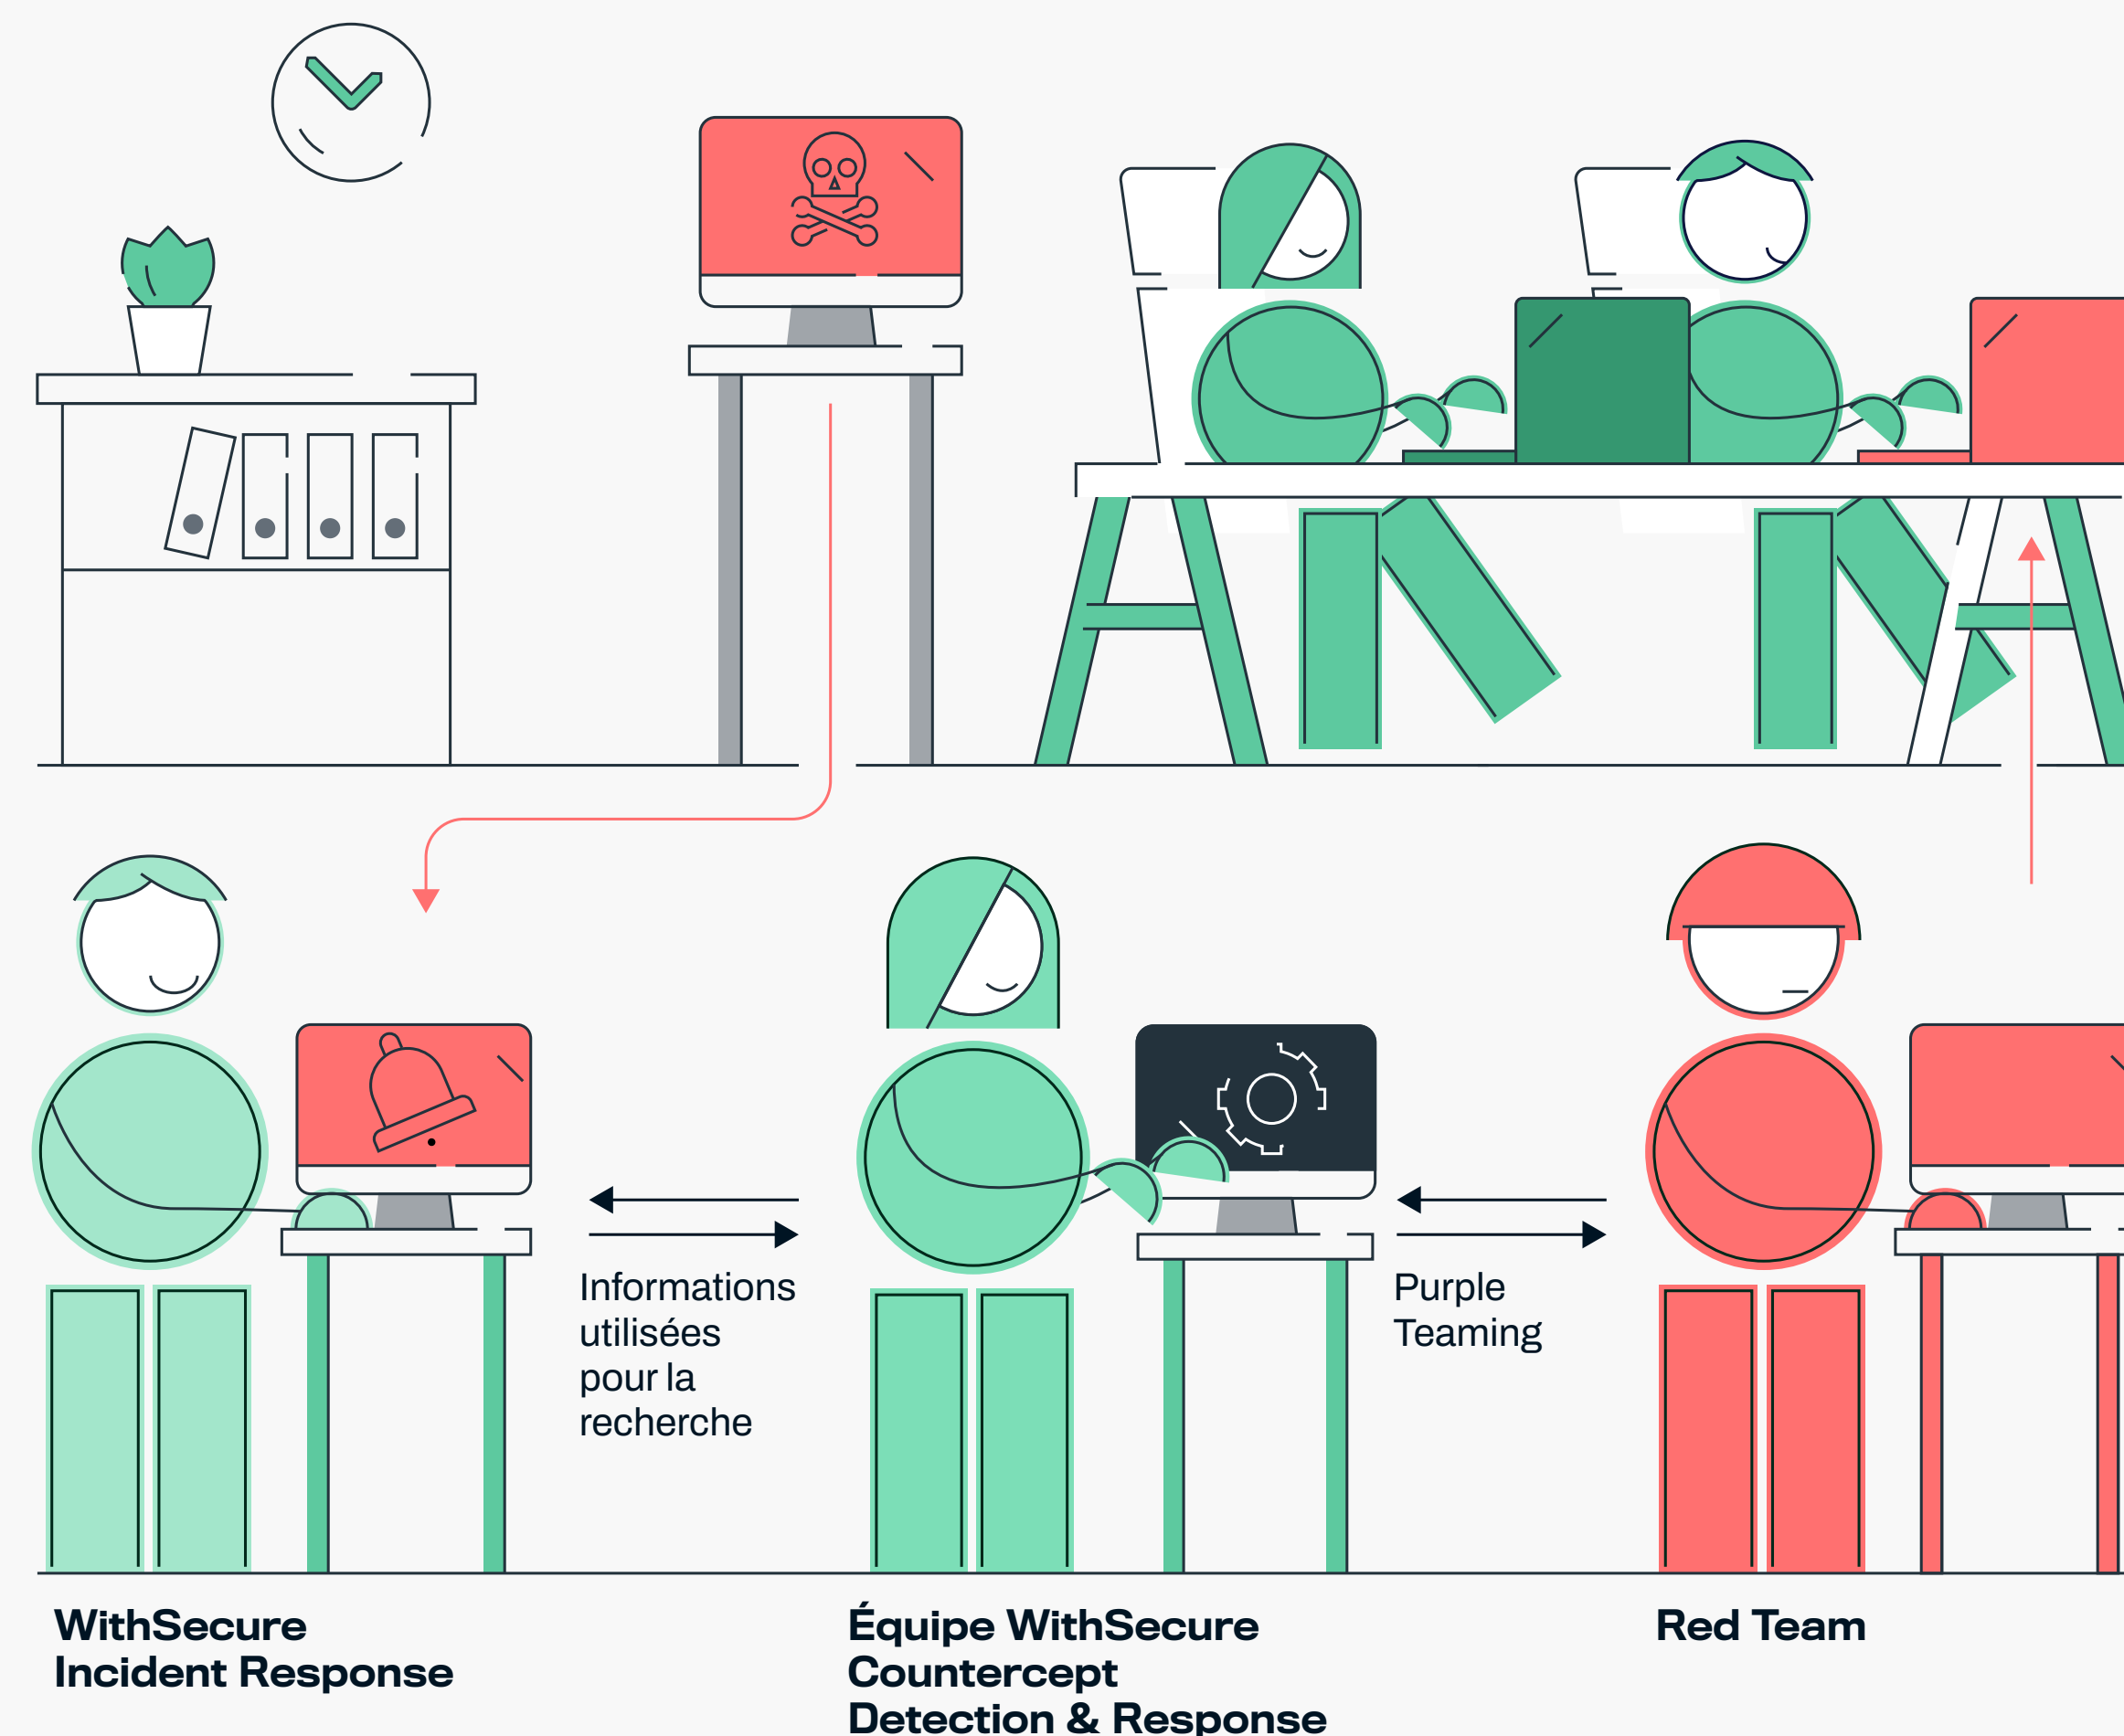 Informations
utilisées
pour la
recherche
Purple
Teaming
WithSecure
Incident Response
Équipe WithSecure
Countercept
Detection & Response
Red Team